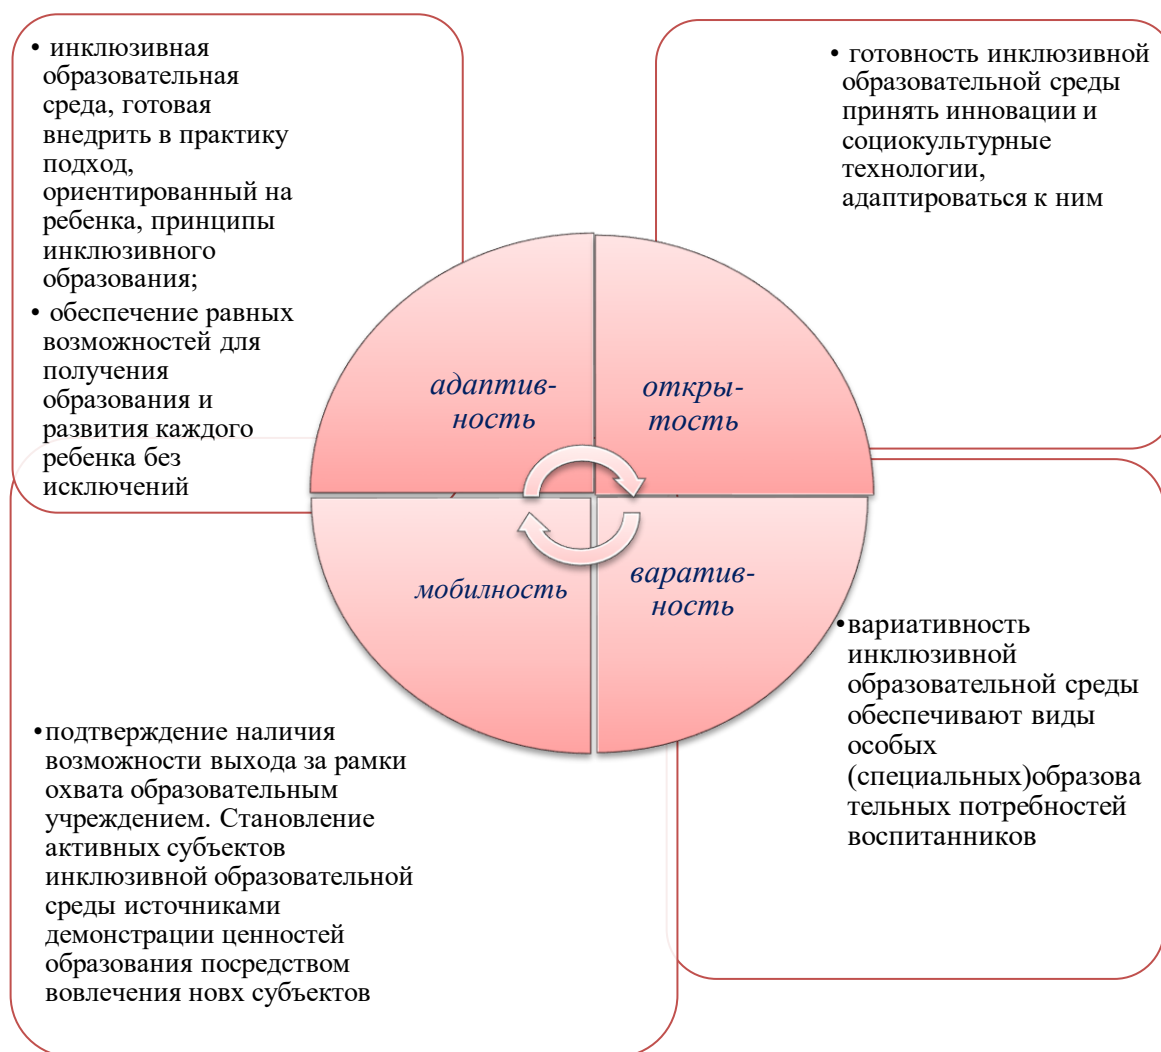 • инклюзивная
образовательная
среда, готовая
внедрить в практику
подход,
ориентированный на
ребенка, принципы
инклюзивного
образования;
• обеспечение равных
возможностей для
получения
образования и
развития каждого
ребенка без
исключений
• готовность инклюзивной
образовательной среды
принять инновации и
социокультурные
технологии,
адаптироваться к ним
адаптив-
ность
откры-
тость
мобилность
варатив-
ность
•подтверждение наличия
возможности выхода за рамки
охвата образовательным
учреждением. Становление
активных субъектов
инклюзивной образовательной
среды источниками
демонстрации ценностей
образования посредством
вовлечения новх субъектов
•вариативность
инклюзивной
образовательной среды
обеспечивают виды
особых
(специальных)образова
тельных потребностей
воспитанников